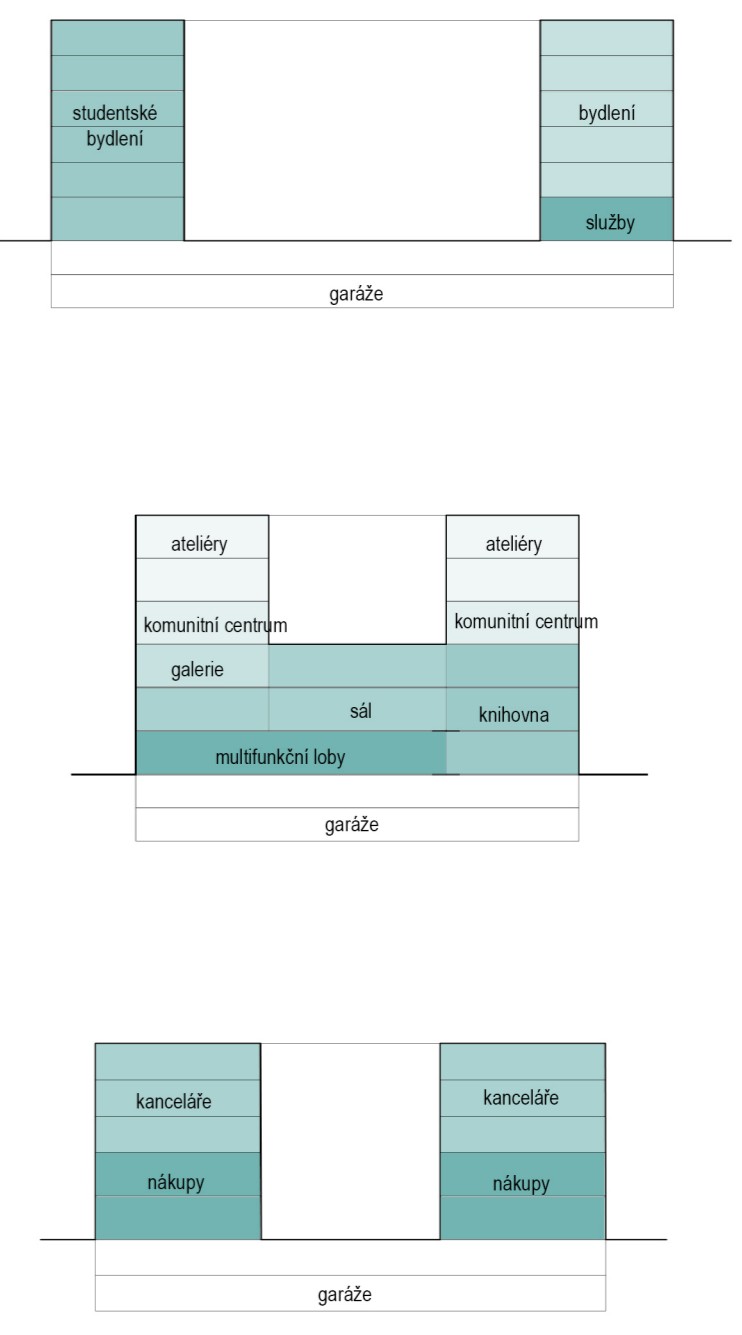 studentské
bydlení
bydlení
služby
garáže
ateliéry
ateliéry
komunitní centrum
komunitní centrum
galerie
sál
knihovna
multifunkční loby
garáže
kanceláře
kanceláře
nákupy
nákupy
garáže